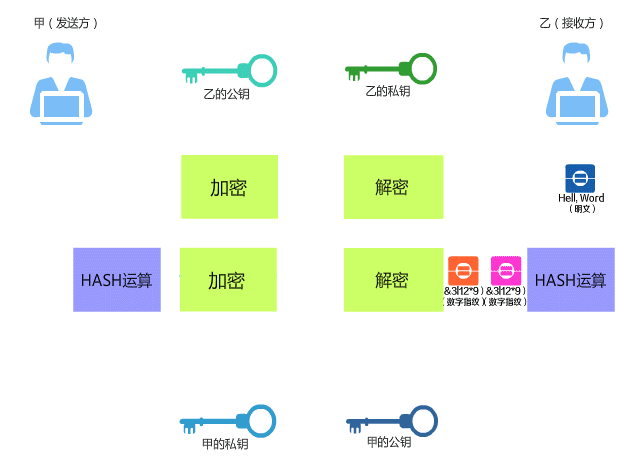 甲（发送方）
乙（接收方）
乙的公钥
乙的私钥
加密
解密
Hell, Word
（明文）
HASH运算
加密
解密
HASH运算
&3l12*9) &3l12*9)
（数字指纹）（数字指纹）
甲的私钥
甲的公钥